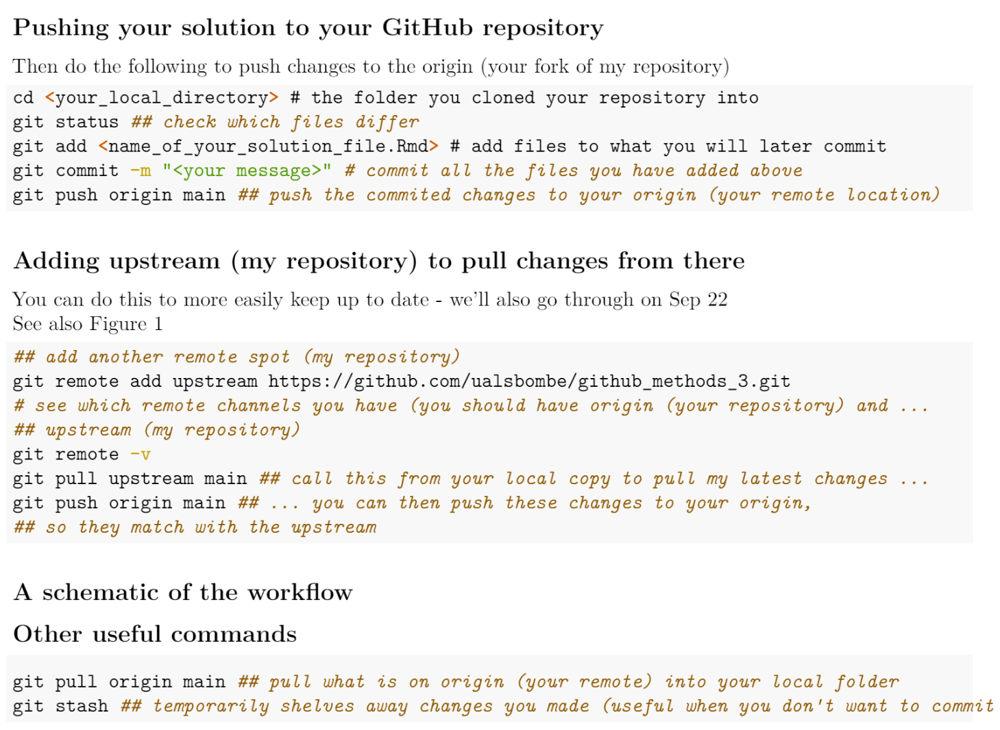 Pushing your solution to your GitHub repository
Then do the following to push changes to the origin (your fork of my repository)
cd <your_local_directory> # the folder you cloned your repository into
git status ## check which files differ
git add <name_of_your_solution_file.Rmd> # add files to what you will later commit
git commit -m "<your message>" # commit all the files you have added above
git push origin main ## push the commited changes to your origin (your remote location)
Adding upstream (my repository) to pull changes from there
You can do this to more easily keep up to date - we'll also go through on Sep 22
See also Figure 1
## add another remote spot (my repository)
git remote add upstream https://github.com/ualsbombe/github_methods_3.git
# see which remote channels you have (you should have origin (your repository) and ...
## upstream (my repository)
git remote -v
git pull upstream main ## call this from your local copy to pull my latest changes ...
git push origin main ## ... you can then push these changes to your origin,
## so they match with the upstream
A schematic of the workflow
Other useful commands
git pull origin main ## pull what is on origin (your remote) into your local folder
git stash ## temporarily shelves away changes you made (useful when you don't want to commit